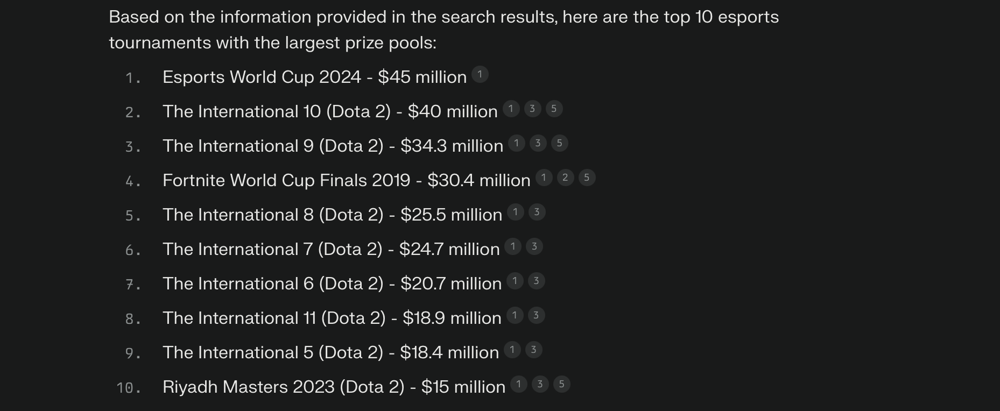 Based on the information provided in the search results, here are the top 10 esports
tournaments with the largest prize pools:
1. Esports World Cup 2024 - $45 million 1
2. The International 10 (Dota 2) - $40 million 1 3 5
3. The International 9 (Dota 2) - $34.3 million 1 3 5
4. Fortnite World Cup Finals 2019 - $30.4 million 1 2 5
5. The International 8 (Dota 2) - $25.5 million 1 3
6. The International 7 (Dota 2) - $24.7 million 1 3
7. The International 6 (Dota 2) - $20.7 million 1 3
8. The International 11 (Dota 2) - $18.9 million 1 3
9. The International 5 (Dota 2) - $18.4 million 1 3
10. Riyadh Masters 2023 (Dota 2) - $15 million 1 3 5